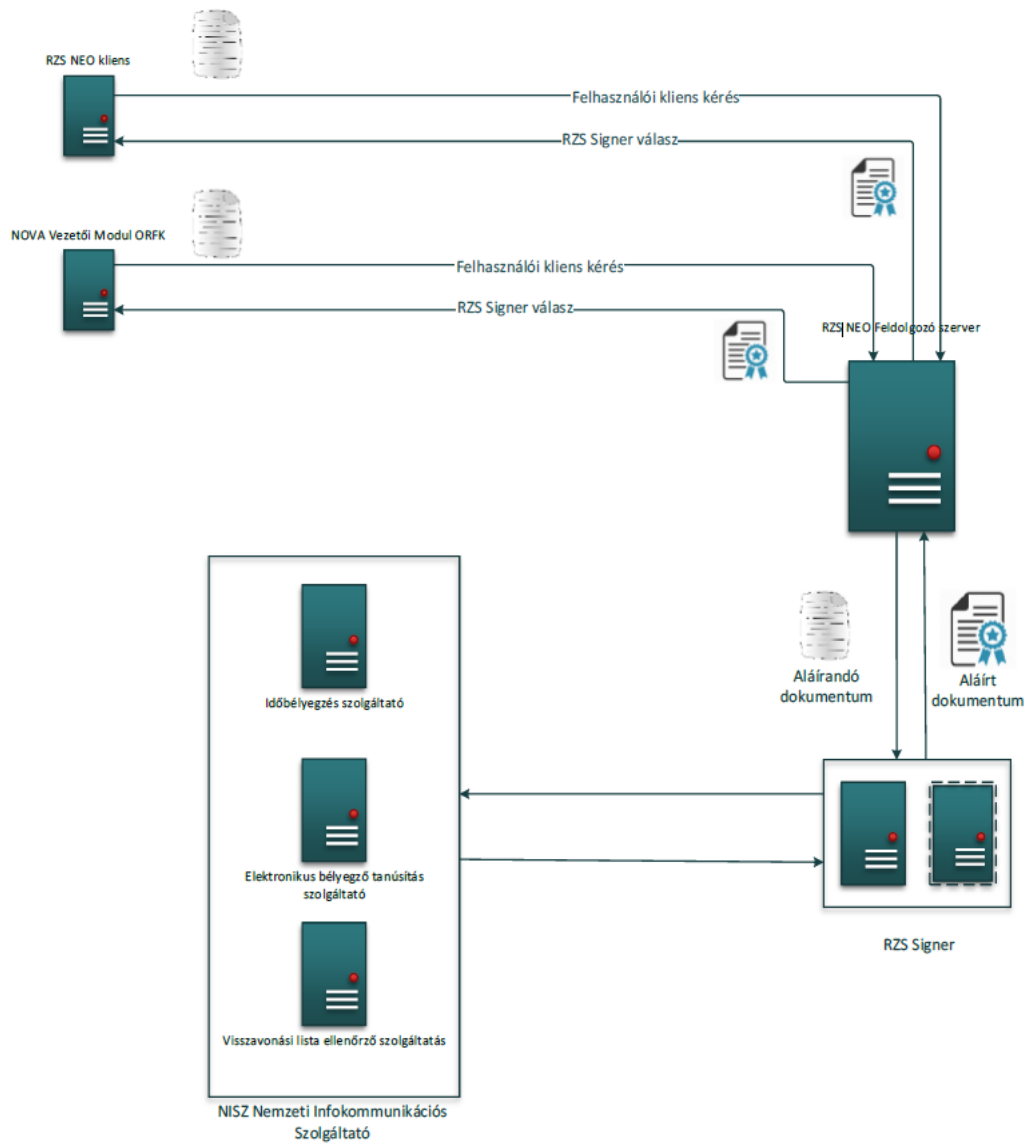 RZS NEO kliens
Felhasználói kliens kérés
RZS Signer válasz
NOVA Vezetői Modul ORFK
Felhasználói kliens kérés
RZS Signer válasz
RZS NEO Feldolgozó szerver
Aláírandó
dokumentum
Aláírt
dokumentum
Időbélyegzés szolgáltató
Elektronikus bélyegző tanúsítás
szolgáltató
Visszavonási lista ellenőrző szolgáltatás
RZS Signer
NISZ Nemzeti Infokommunikációs
Szolgáltató